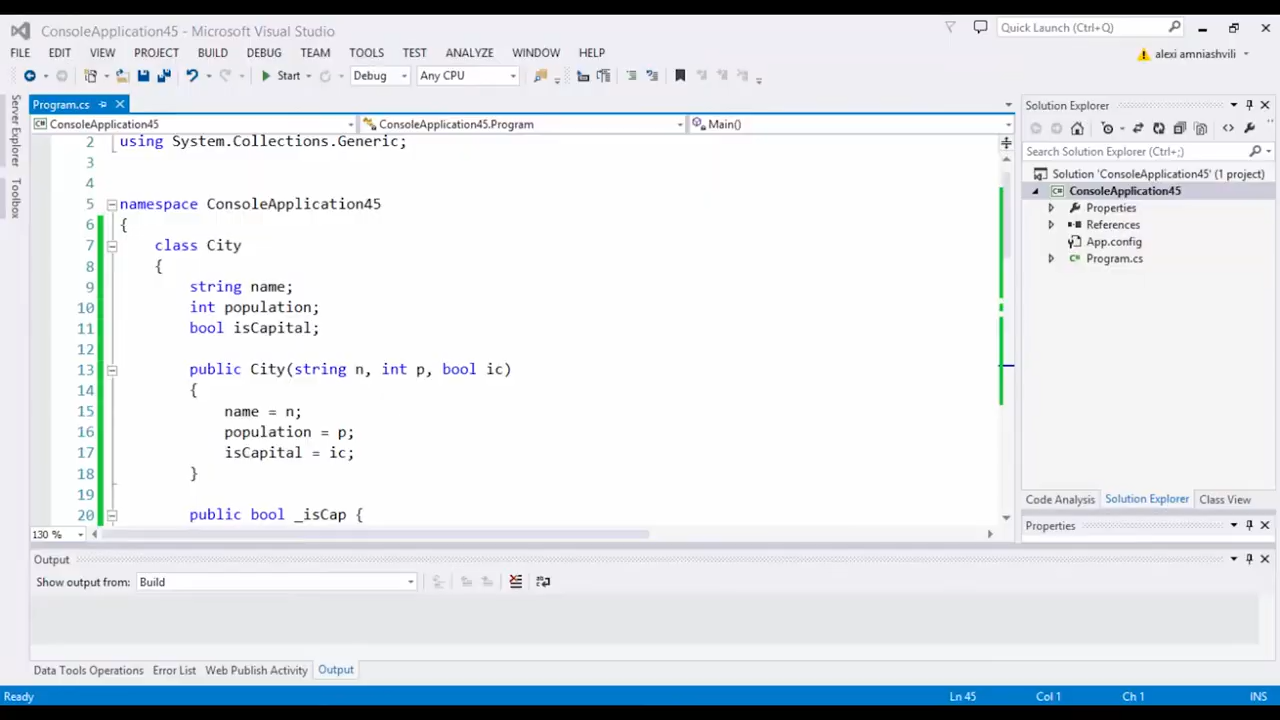 ConsoleApplication45 - Microsoft Visual Studio
Quick Launch (Ctrl+Q)
FILE EDIT VIEW PROJECT BUILD DEBUG TEAM TOOLS TEST ANALYZE WINDOW HELP
alexi amniashvili
Start Debug Any CPU
Server Explorer
Toolbox
Program.cs
ConsoleApplication45 ConsoleApplication45.Program Main()
2 using System.Collections.Generic;
3
4
5 namespace ConsoleApplication45
6 {
7 class City
8 {
9 string name;
10 int population;
11 bool isCapital;
12
13 public City(string n, int p, bool ic)
14 {
15 name = n;
16 population = p;
17 isCapital = ic;
18 }
19
20 public bool _isCap {
130 %
Solution Explorer
Search Solution Explorer (Ctrl+;)
Solution 'ConsoleApplication45' (1 project)
ConsoleApplication45
Properties
References
App.config
C# Program.cs
Code Analysis Solution Explorer Class View
Properties
Output
Show output from: Build
Data Tools Operations Error List Web Publish Activity Output
Ready Ln 45 Col 1 Ch 1 INS